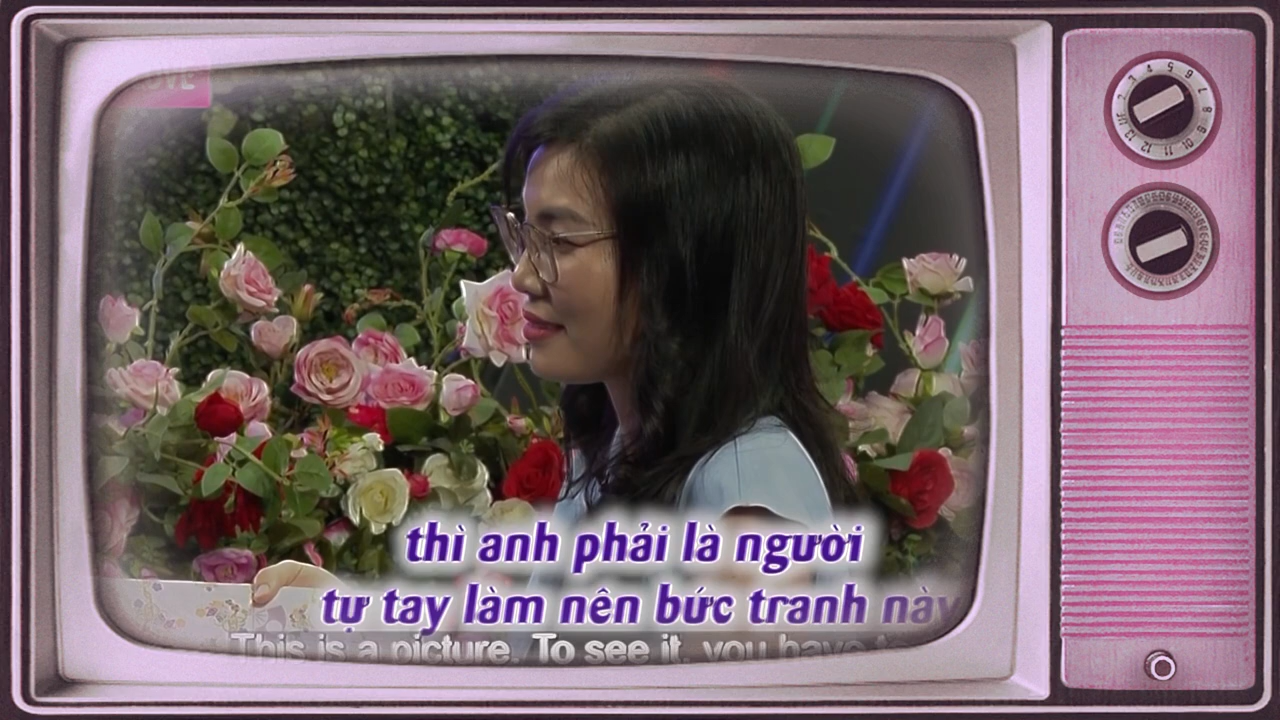 thì anh phải là người
tự tay làm nên bức tranh này
This is a picture. To see it, you have